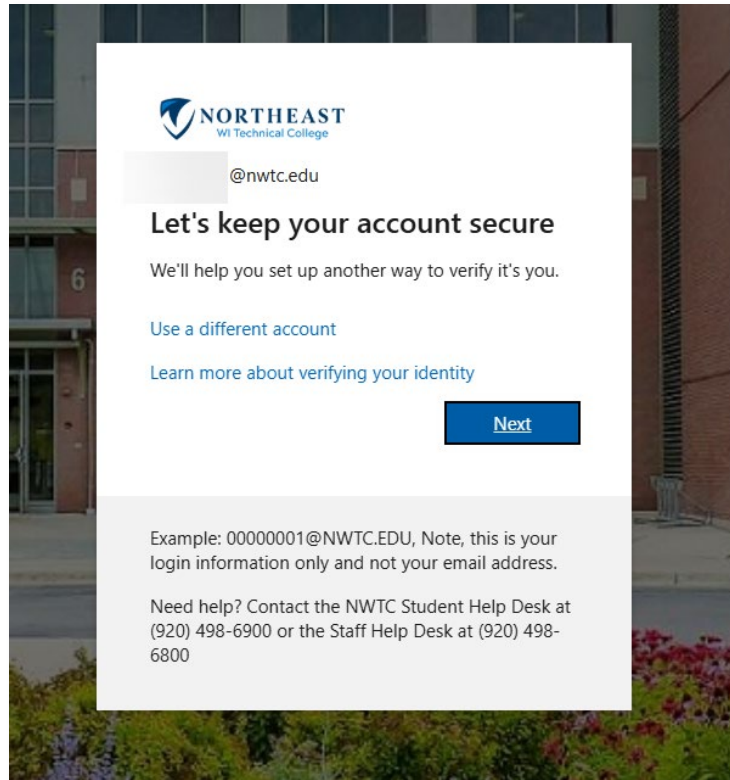 NORTHEAST
WI Technical College
@nwtc.edu
Let's keep your account secure
We'll help you set up another way to verify it's you.
Use a different account
Learn more about verifying your identity
Next
6
Example: 00000001@NWTC.EDU, Note, this is your
login information only and not your email address.
Need help? Contact the NWTC Student Help Desk at
(920) 498-6900 or the Staff Help Desk at (920) 498-
6800